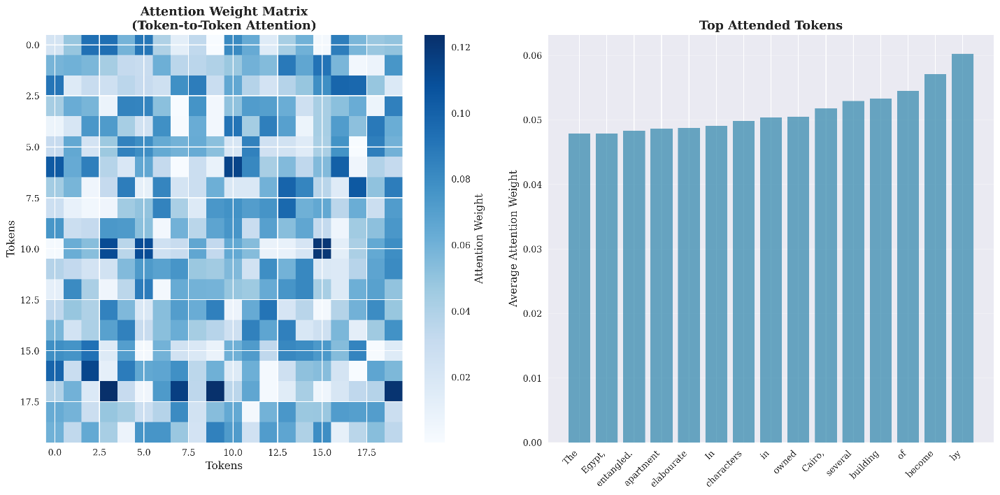 Attention Weight Matrix
(Token-to-Token Attention)
0.0
2.5
5.0
7.5
10.0
12.5
15.0
17.5
Tokens
0.0 2.5 5.0 7.5 10.0 12.5 15.0 17.5
Tokens
0.12
0.10
0.08
0.06
0.04
0.02
Attention Weight
Top Attended Tokens
0.06
0.05
0.04
0.03
0.02
0.01
0.00
Average Attention Weight
The Egypt, entangled. apartment elabourate In characters in owned Cairo, several building of become by